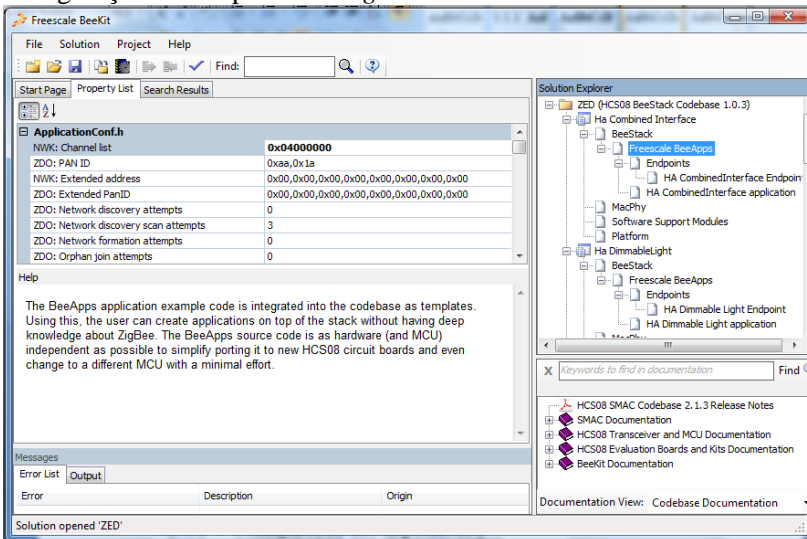 Freescale BeeKit
File Solution Project Help
Find:
Start Page Property List Search Results
ApplicationConf.h
NWK: Channel list 0x04000000
ZDO: PAN ID 0xaa,0x1a
NWK: Extended address 0x00,0x00,0x00,0x00,0x00,0x00,0x00,0x00
ZDO: Extended PanID 0x00,0x00,0x00,0x00,0x00,0x00,0x00,0x00
ZDO: Network discovery attempts 0
ZDO: Network discovery scan attempts 3
ZDO: Network formation attempts 0
ZDO: Orphan join attempts 0
Help
The BeeApps application example code is integrated into the codebase as templates.
Using this, the user can create applications on top of the stack without having deep
knowledge about ZigBee. The BeeApps source code is as hardware (and MCU)
independent as possible to simplify porting it to new HCS08 circuit boards and even
change to a different MCU with a minimal effort.
Messages
Error List Output
Error Description Origin
Solution opened 'ZED'
Solution Explorer
ZED (HCS08 BeeStack Codebase 1.0.3)
Ha Combined Interface
BeeStack
Freescale BeeApps
Endpoints
HA CombinedInterface Endpoin
HA CombinedInterface application
MacPhy
Software Support Modules
Platform
Ha DimmableLight
BeeStack
Freescale BeeApps
Endpoints
HA Dimmable Light Endpoint
HA Dimmable Light application
X Keywords to find in documentation Find
HCS08 SMAC Codebase 2.1.3 Release Notes
SMAC Documentation
HCS08 Transceiver and MCU Documentation
HCS08 Evaluation Boards and Kits Documentation
BeeKit Documentation
Documentation View: Codebase Documentation